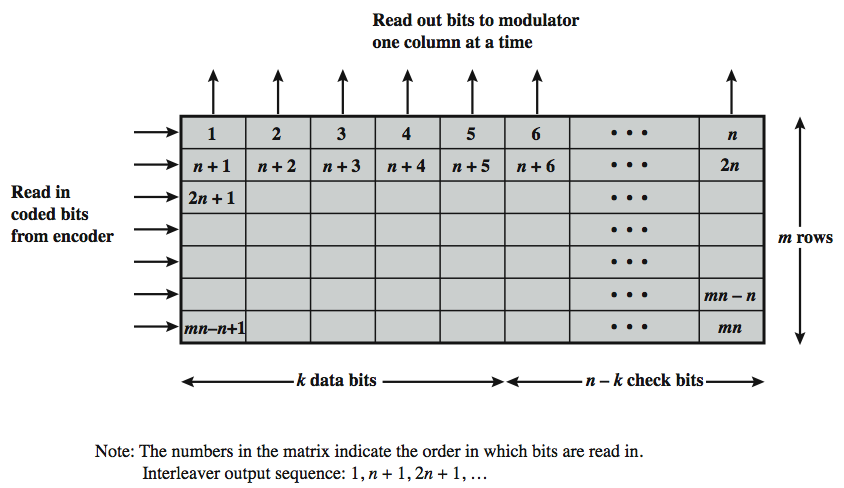 Read out bits to modulator
one column at a time
1 2 3 4 5 6 • • • n
n + 1 n + 2 n + 3 n + 4 n + 5 n + 6 • • • 2n
Read in
coded bits
from encoder
2n + 1 • • •
• • •
m rows
• • •
• • • mn – n
mn–n+1 • • • mn
k data bits n – k check bits
Note: The numbers in the matrix indicate the order in which bits are read in.
Interleaver output sequence: 1, n + 1, 2n + 1, …